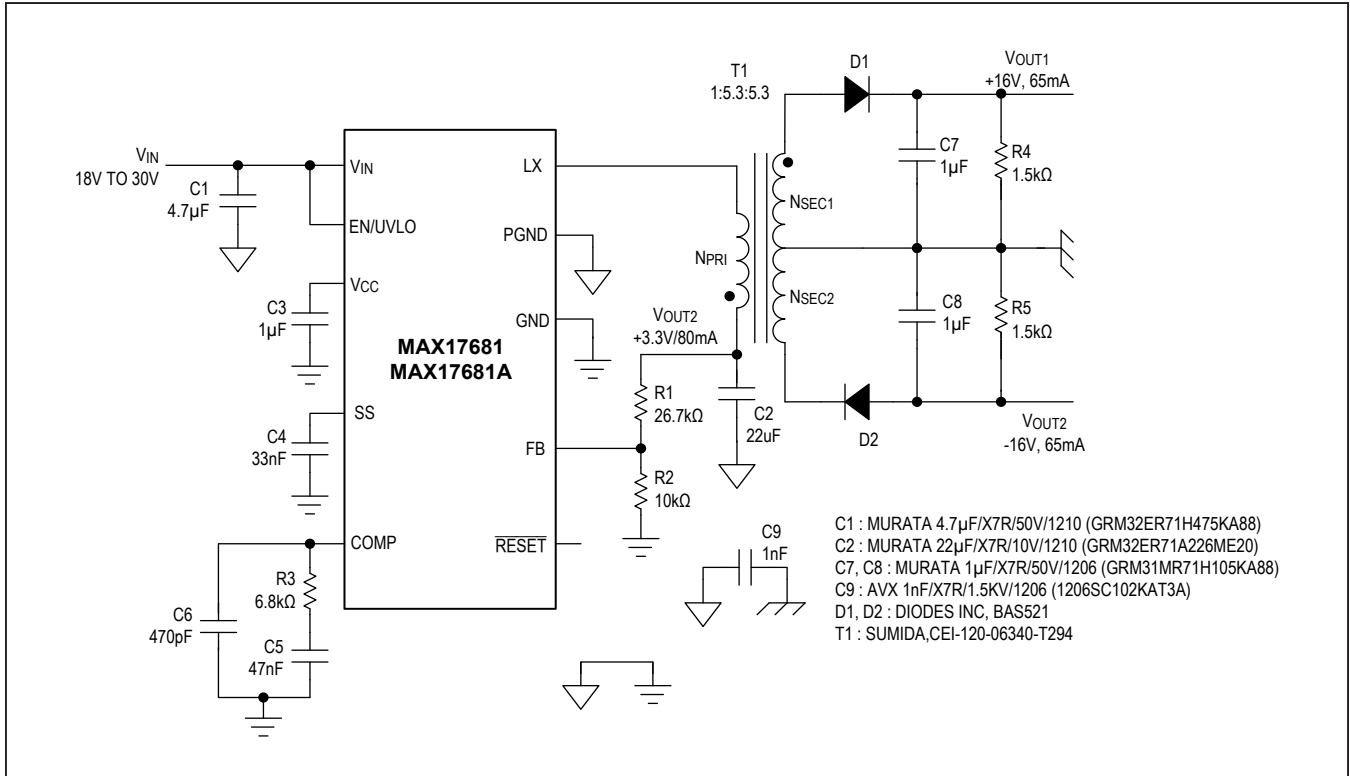 VIN
18V TO 30V
C1
4.7µF
VIN
EN/UVLO
VCC
C3
1µF
SS
C4
33nF
COMP
R3
6.8kΩ
C6
470pF
C5
47nF
MAX17681
MAX17681A
LX
PGND
GND
FB
RESET
T1
1:5.3:5.3
NPRI
NSEC1
NSEC2
VOUT2
+3.3V/80mA
R1
26.7kΩ
R2
10kΩ
C2
22uF
D1
VOUT1
+16V, 65mA
C7
1µF
R4
1.5kΩ
C8
1µF
R5
1.5kΩ
D2
VOUT2
-16V, 65mA
C9
1nF
C1 : MURATA 4.7µF/X7R/50V/1210 (GRM32ER71H475KA88)
C2 : MURATA 22µF/X7R/10V/1210 (GRM32ER71A226ME20)
C7, C8 : MURATA 1µF/X7R/50V/1206 (GRM31MR71H105KA88)
C9 : AVX 1nF/X7R/1.5KV/1206 (1206SC102KAT3A)
D1, D2 : DIODES INC, BAS521
T1 : SUMIDA,CEI-120-06340-T294